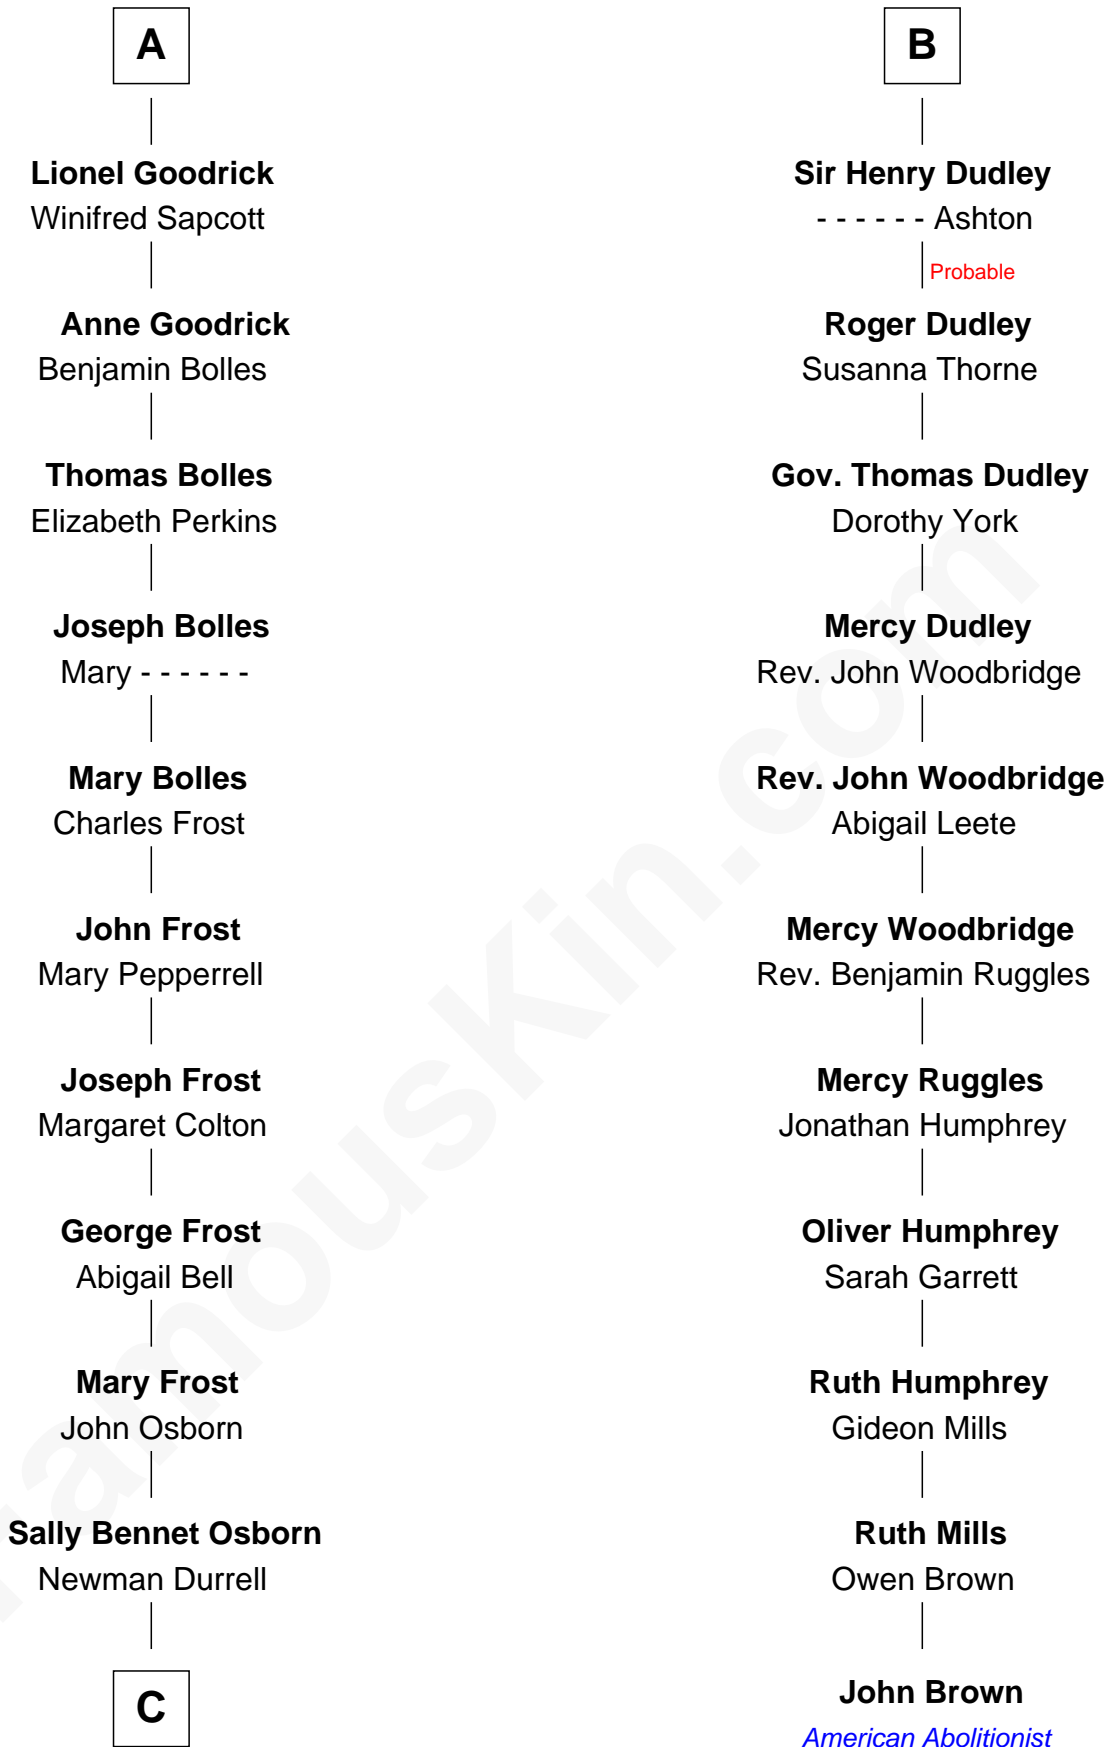 A
Lionel Goodrick
Winifred Sapcott
Anne Goodrick
Benjamin Bolles
Thomas Bolles
Elizabeth Perkins
Joseph Bolles
Mary - - - - - -
Mary Bolles
Charles Frost
John Frost
Mary Pepperrell
Joseph Frost
Margaret Colton
George Frost
Abigail Bell
Mary Frost
John Osborn
Sally Bennet Osborn
Newman Durrell
C
B
Sir Henry Dudley
- - - - - - Ashton
Probable
Roger Dudley
Susanna Thorne
Gov. Thomas Dudley
Dorothy York
Mercy Dudley
Rev. John Woodbridge
Rev. John Woodbridge
Abigail Leete
Mercy Woodbridge
Rev. Benjamin Ruggles
Mercy Ruggles
Jonathan Humphrey
Oliver Humphrey
Sarah Garrett
Ruth Humphrey
Gideon Mills
Ruth Mills
Owen Brown
John Brown
American Abolitionist
FamousKin.com